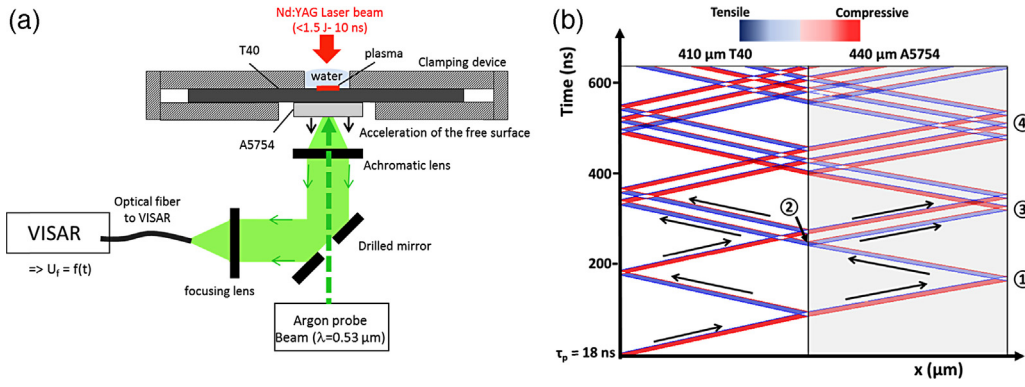 (a)
Nd:YAG Laser beam
(<1.5 J- 10 ns)
T40
plasma
water
Clamping device
A5754
Acceleration of the free surface
Achromatic lens
Optical fiber
to VISAR
VISAR
=> Uf = f(t)
Drilled mirror
focusing lens
Argon probe
Beam (λ=0.53 µm)
(b)
Tensile
Compressive
410 µm T40
440 µm A5754
Time (ns)
600
400
200
τp = 18 ns
x (µm)
④
③
②
①